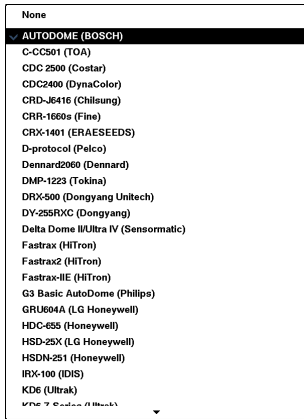 None
AUTODOME (BOSCH)
C-CC501 (TOA)
CDC 2500 (Costar)
CDC2400 (DynaColor)
CRD-J6416 (Chilsung)
CRR-1660s (Fine)
CRX-1401 (ERAESEEDS)
D-protocol (Pelco)
Dennard2060 (Dennard)
DMP-1223 (Tokina)
DRX-500 (Dongyang Unitech)
DY-255RXC (Dongyang)
Delta Dome II/Ultra IV (Sensormatic)
Fastrax (HiTron)
Fastrax2 (HiTron)
Fastrax-IIE (HiTron)
G3 Basic AutoDome (Philips)
GRU604A (LG Honeywell)
HDC-655 (Honeywell)
HSD-25X (LG Honeywell)
HSDN-251 (Honeywell)
IRX-100 (IDIS)
KD6 (Ultrak)
KD6 Z-Series (Ultrak)